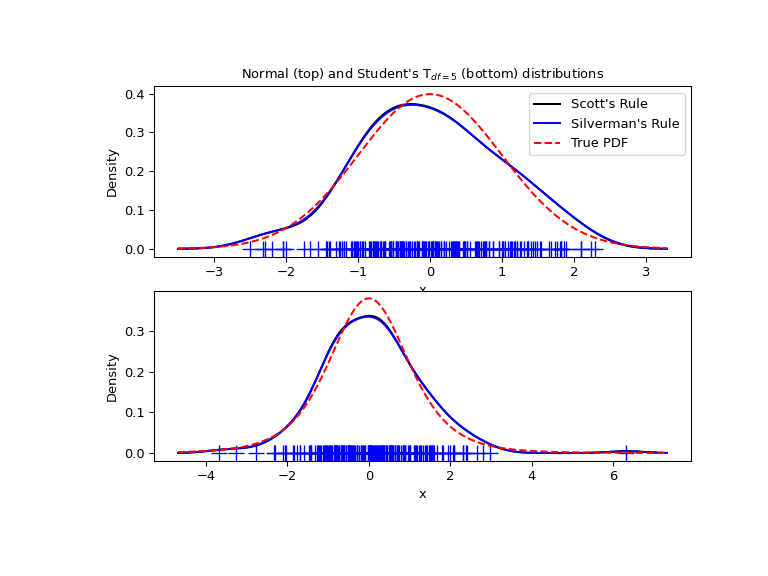 Normal (top) and Student's T df=5 (bottom) distributions
Scott's Rule
Silverman's Rule
True PDF
Density
0.4
0.3
0.2
0.1
0.0
−3 −2 −1 0 1 2 3
x
Density
0.3
0.2
0.1
0.0
−4 −2 0 2 4 6
x